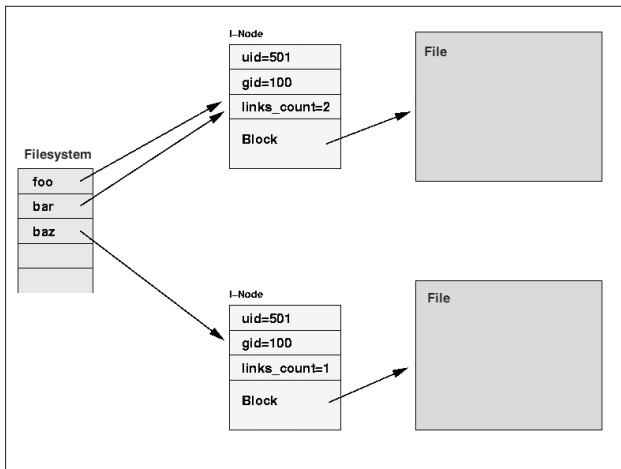 I-Node
uid=501
gid=100
links_count=2
Block
File
Filesystem
foo
bar
baz
I-Node
uid=501
gid=100
links_count=1
Block
File